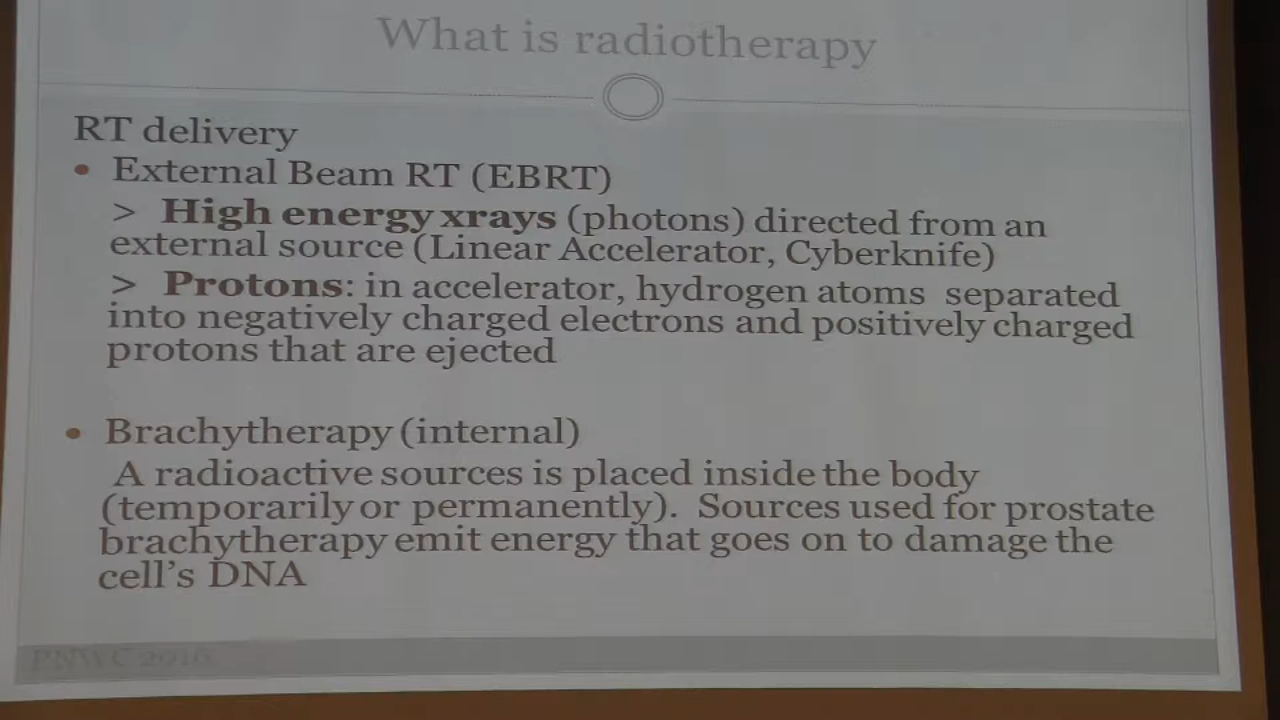 What is radiotherapy
RT delivery
• External Beam RT (EBRT)
> High energy xrays (photons) directed from an
external source (Linear Accelerator, Cyberknife)
> Protons: in accelerator, hydrogen atoms separated
into negatively charged electrons and positively charged
protons that are ejected
• Brachytherapy (internal)
A radioactive sources is placed inside the body
(temporarily or permanently). Sources used for prostate
brachytherapy emit energy that goes on to damage the
cell's DNA
PNWC 2016